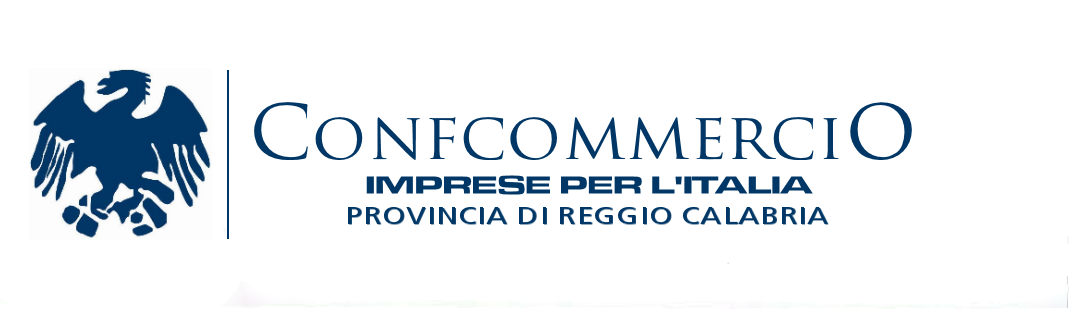 CONFCOMMERCIO
IMPRESE PER L'ITALIA
PROVINCIA DI REGGIO CALABRIA